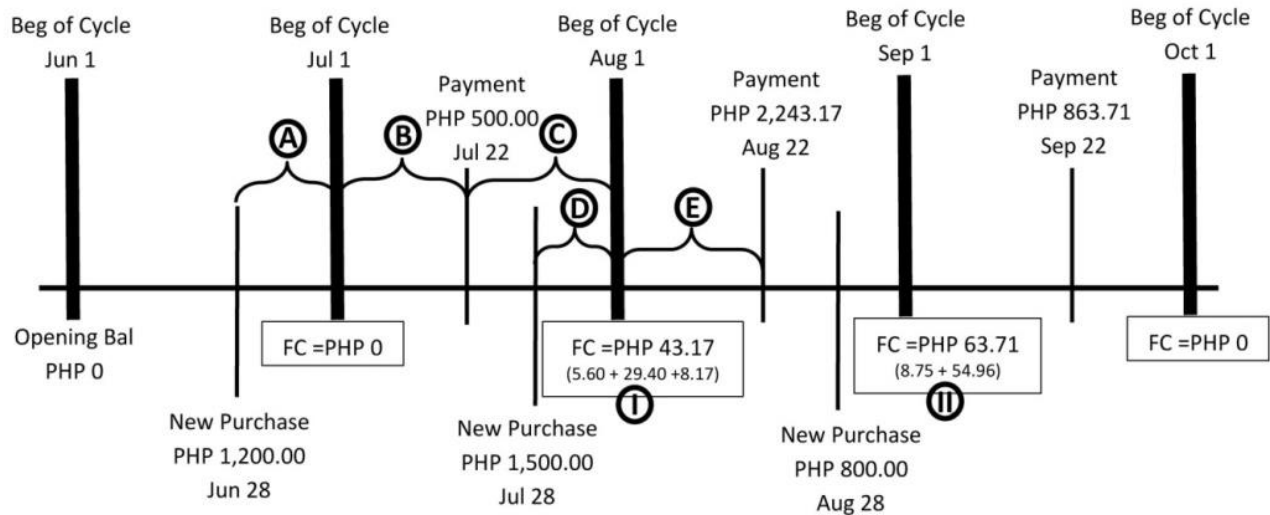 Beg of Cycle
Jun 1
Beg of Cycle
Jul 1
Beg of Cycle
Aug 1
Beg of Cycle
Sep 1
Beg of Cycle
Oct 1
Payment
PHP 500.00
Jul 22
Payment
PHP 2,243.17
Aug 22
Payment
PHP 863.71
Sep 22
A
B
C
D
E
Opening Bal
PHP 0
FC =PHP 0
FC =PHP 43.17
(5.60 + 29.40 +8.17)
I
FC =PHP 63.71
(8.75 + 54.96)
II
FC =PHP 0
New Purchase
PHP 1,200.00
Jun 28
New Purchase
PHP 1,500.00
Jul 28
New Purchase
PHP 800.00
Aug 28